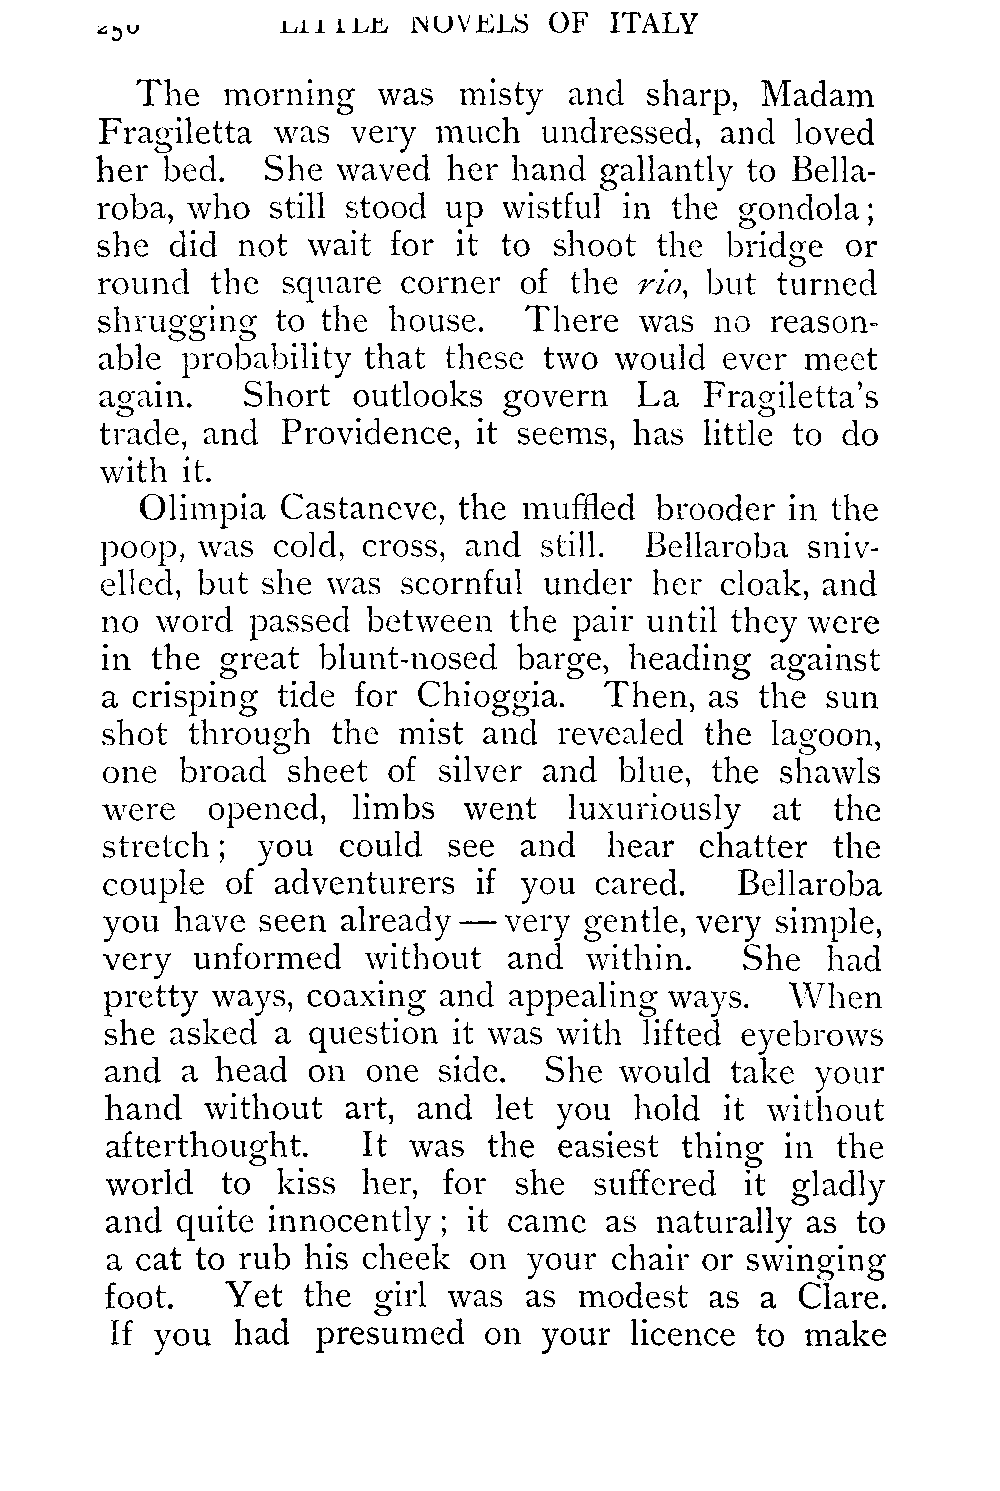 250 LITTLE NOVELS OF ITALY
The morning was misty and sharp, Madam
Fragiletta was very much undressed, and loved
her bed. She waved her hand gallantly to Bella-
roba, who still stood up wistful in the gondola;
she did not wait for it to shoot the bridge or
round the square corner of the rio, but turned
shrugging to the house. There was no reason-
able probability that these two would ever meet
again. Short outlooks govern La Fragiletta's
trade, and Providence, it seems, has little to do
with it.
Olimpia Castaneve, the muffled brooder in the
poop, was cold, cross, and still. Bellaroba sniv-
elled, but she was scornful under her cloak, and
no word passed between the pair until they were
in the great blunt-nosed barge, heading against
a crisping tide for Chioggia. Then, as the sun
shot through the mist and revealed the lagoon,
one broad sheet of silver and blue, the shawls
were opened, limbs went luxuriously at the
stretch; you could see and hear chatter the
couple of adventurers if you cared. Bellaroba
you have seen already — very gentle, very simple,
very unformed without and within. She had
pretty ways, coaxing and appealing ways. When
she asked a question it was with lifted eyebrows
and a head on one side. She would take your
hand without art, and let you hold it without
afterthought. It was the easiest thing in the
world to kiss her, for she suffered it gladly
and quite innocently; it came as naturally as to
a cat to rub his cheek on your chair or swinging
foot. Yet the girl was as modest as a Clare.
If you had presumed on your licence to make